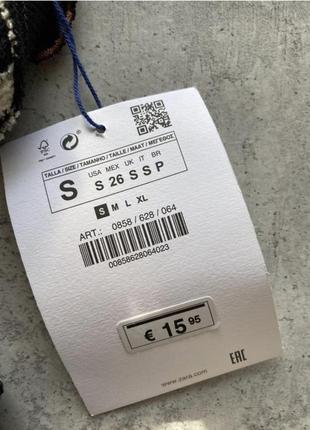 TALLA / SIZE / TAMANHO / TAILLE / MAAT / ΜΕΓΕΘΟΣ
USA MEX UK IT BR
S S 26 S S P
S M L XL
ART.: 0858 / 628 / 064
00858628064023
€ 15 95
www.zara.com
EAC